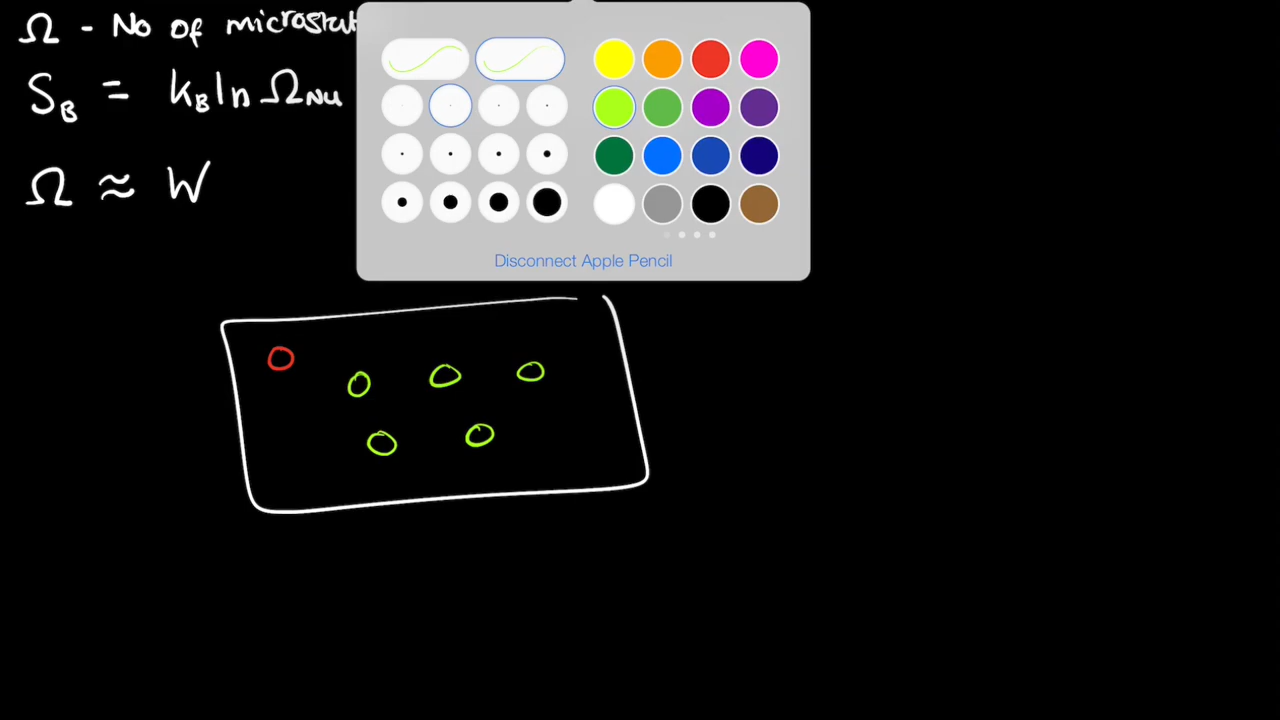 Ω - No of microstat
S_B = k_B ln Ω_Nu
Ω ≈ W
Disconnect Apple Pencil